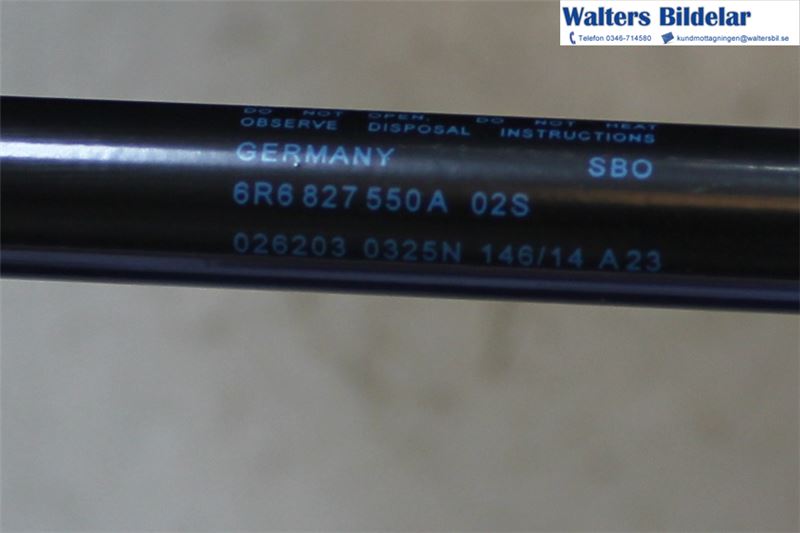 Walters Bildelar
Telefon 0346-714580 kundmottagningen@waltersbil.se
DO NOT OPEN. DO NOT HEAT
OBSERVE DISPOSAL INSTRUCTIONS
GERMANY SBO
6R6 827 550A 02S
026203 0325N 146/14 A23